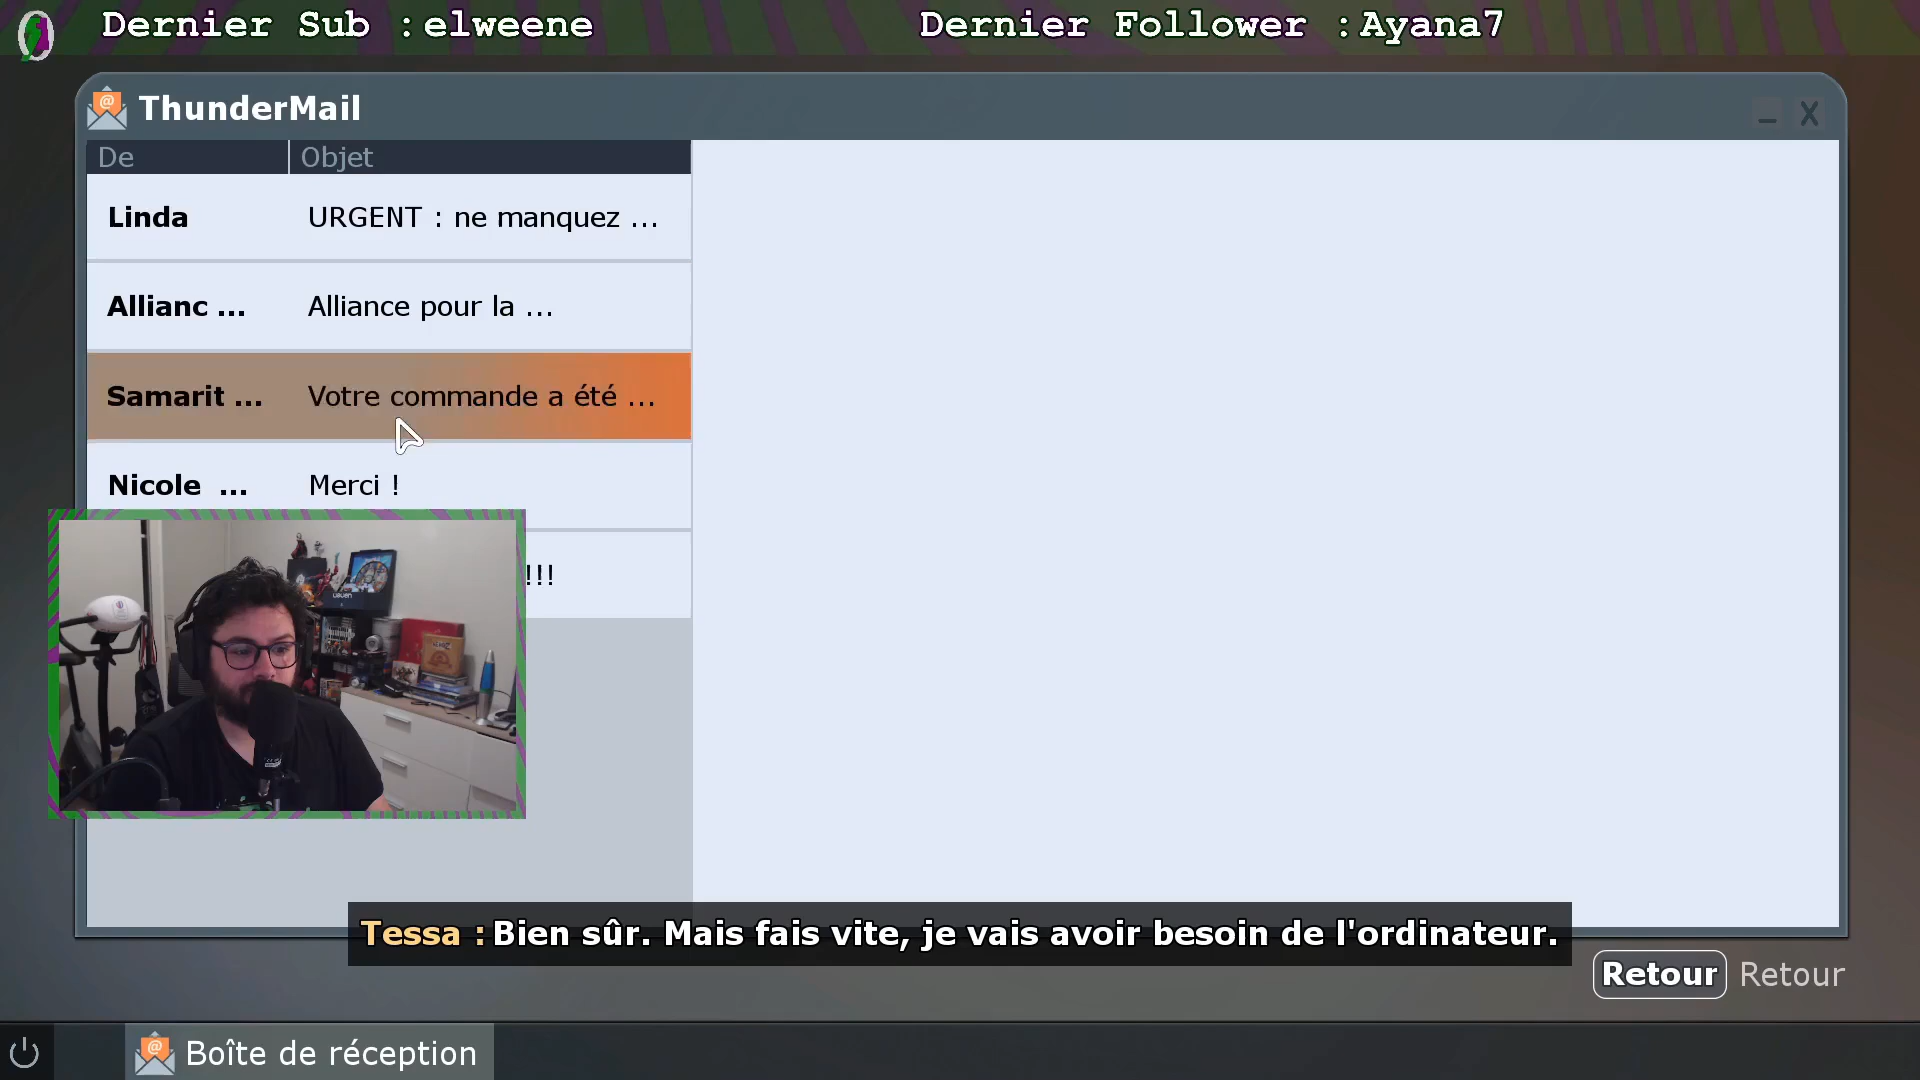 Dernier Sub :elweene
Dernier Follower :Ayana7
ThunderMail
De
Objet
Linda
URGENT : ne manquez ...
Allianc ...
Alliance pour la ...
Samarit ...
Votre commande a été ...
Nicole ...
Merci !
!!!
Tessa : Bien sûr. Mais fais vite, je vais avoir besoin de l'ordinateur.
Retour Retour
Boîte de réception